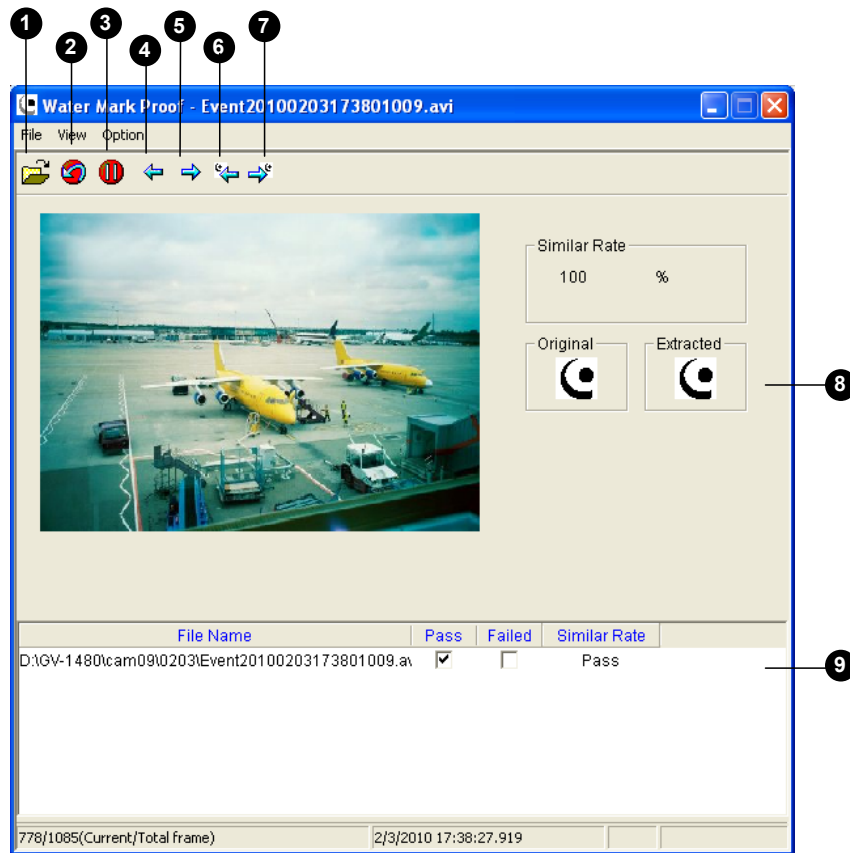 1 2 3 4 5 6 7
Water Mark Proof - Event20100203173801009.avi
File View Option
Similar Rate
100 %
Original Extracted
8
File Name Pass Failed Similar Rate
D:\GV-1480\cam09\0203\Event20100203173801009.av Pass
9
778/1085(Current/Total frame) 2/3/2010 17:38:27.919